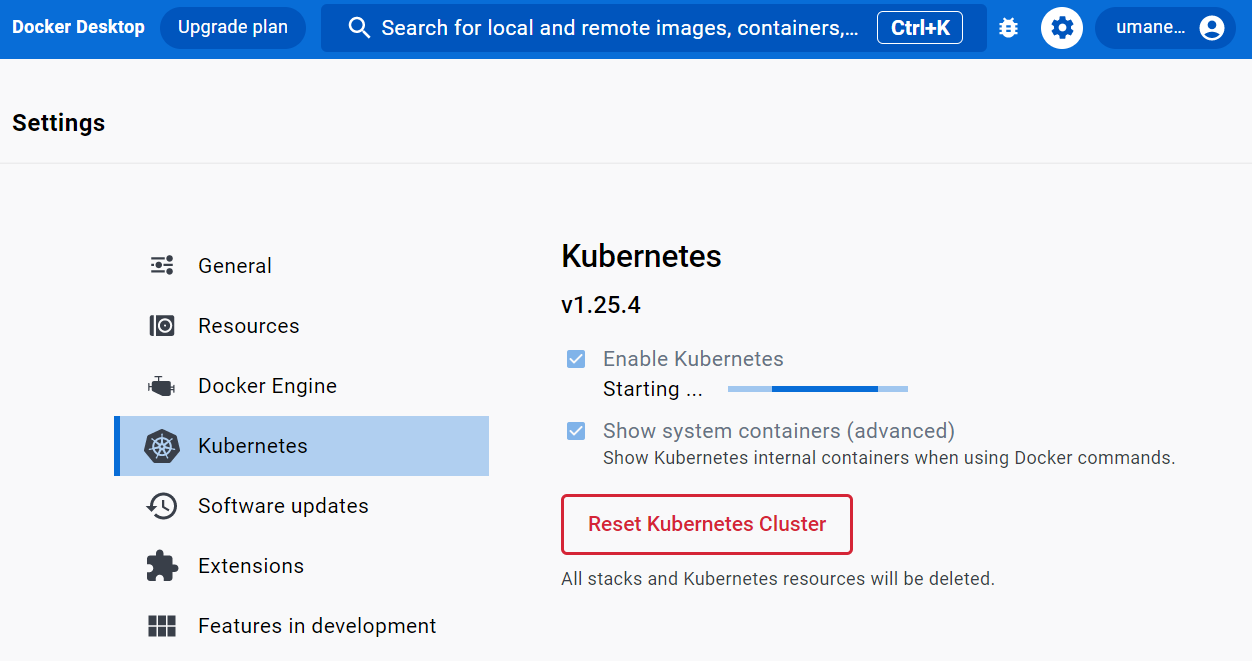 Docker Desktop
Upgrade plan
Search for local and remote images, containers,...
Ctrl+K
umane...
Settings
General
Resources
Docker Engine
Kubernetes
Software updates
Extensions
Features in development
Kubernetes
v1.25.4
Enable Kubernetes
Starting ...
Show system containers (advanced)
Show Kubernetes internal containers when using Docker commands.
Reset Kubernetes Cluster
All stacks and Kubernetes resources will be deleted.